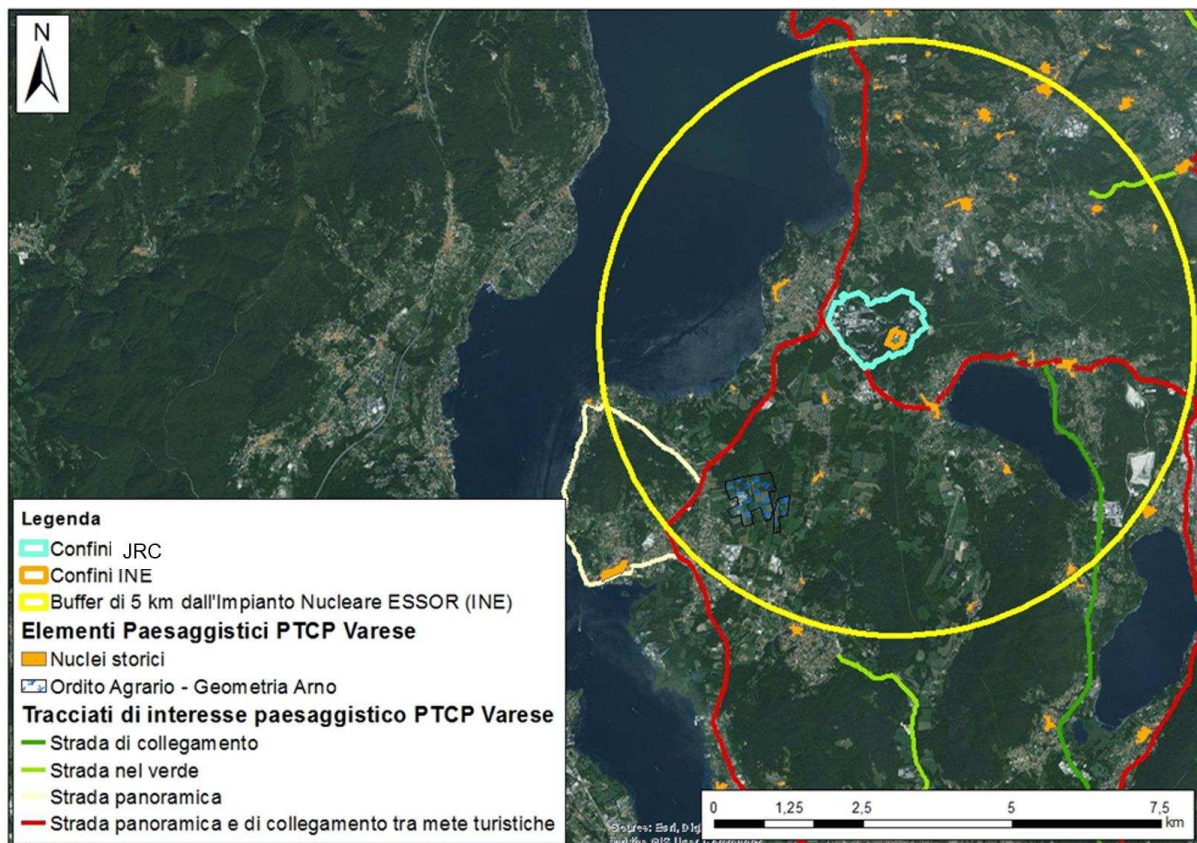 N
Legenda
Confini JRC
Confini INE
Buffer di 5 km dall'Impianto Nucleare ESSOR (INE)
Elementi Paesaggistici PTCP Varese
Nuclei storici
Ordito Agrario - Geometria Arno
Tracciati di interesse paesaggistico PTCP Varese
Strada di collegamento
Strada nel verde
Strada panoramica
Strada panoramica e di collegamento tra mete turistiche
0 1,25 2,5 5 7,5
km
Source: Esri,